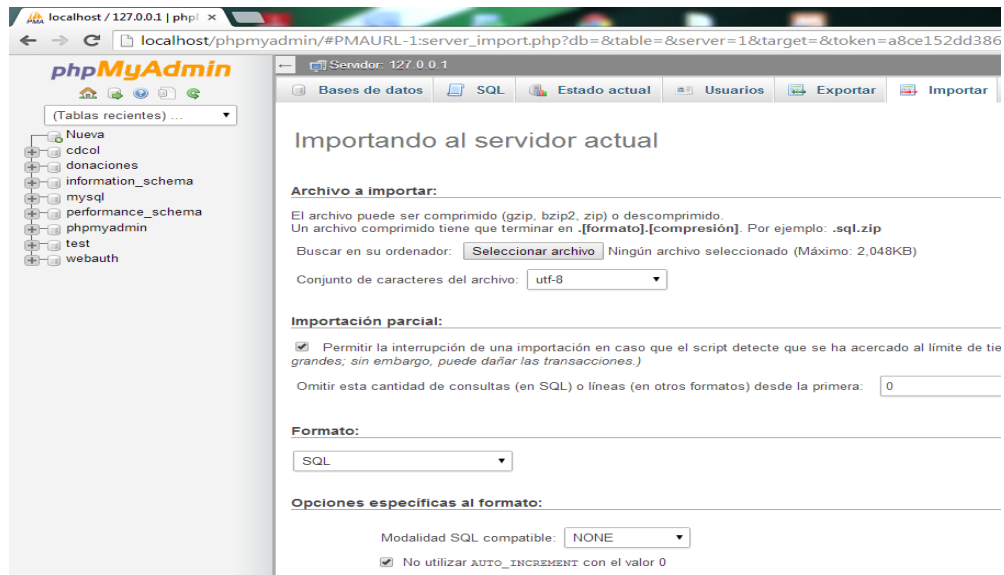 localhost / 127.0.0.1 | phpl
localhost/phpmyadmin/#PMAURL-1:server_import.php?db=&table=&server=1&target=&token=a8ce152dd386
phpMyAdmin
(Tablas recientes) ...
Nueva
cdcol
donaciones
information_schema
mysql
performance_schema
phpmyadmin
test
webauth
Servidor: 127.0.0.1
Bases de datos SQL Estado actual Usuarios Exportar Importar
Importando al servidor actual
Archivo a importar:
El archivo puede ser comprimido (gzip, bzip2, zip) o descomprimido.
Un archivo comprimido tiene que terminar en .[formato].[compresión]. Por ejemplo: .sql.zip
Buscar en su ordenador: Seleccionar archivo Ningún archivo seleccionado (Máximo: 2,048KB)
Conjunto de caracteres del archivo: utf-8
Importación parcial:
Permitir la interrupción de una importación en caso que el script detecte que se ha acercado al límite de tie
grandes; sin embargo, puede dañar las transacciones.)
Omitir esta cantidad de consultas (en SQL) o líneas (en otros formatos) desde la primera: 0
Formato:
SQL
Opciones específicas al formato:
Modalidad SQL compatible: NONE
No utilizar AUTO_INCREMENT con el valor 0